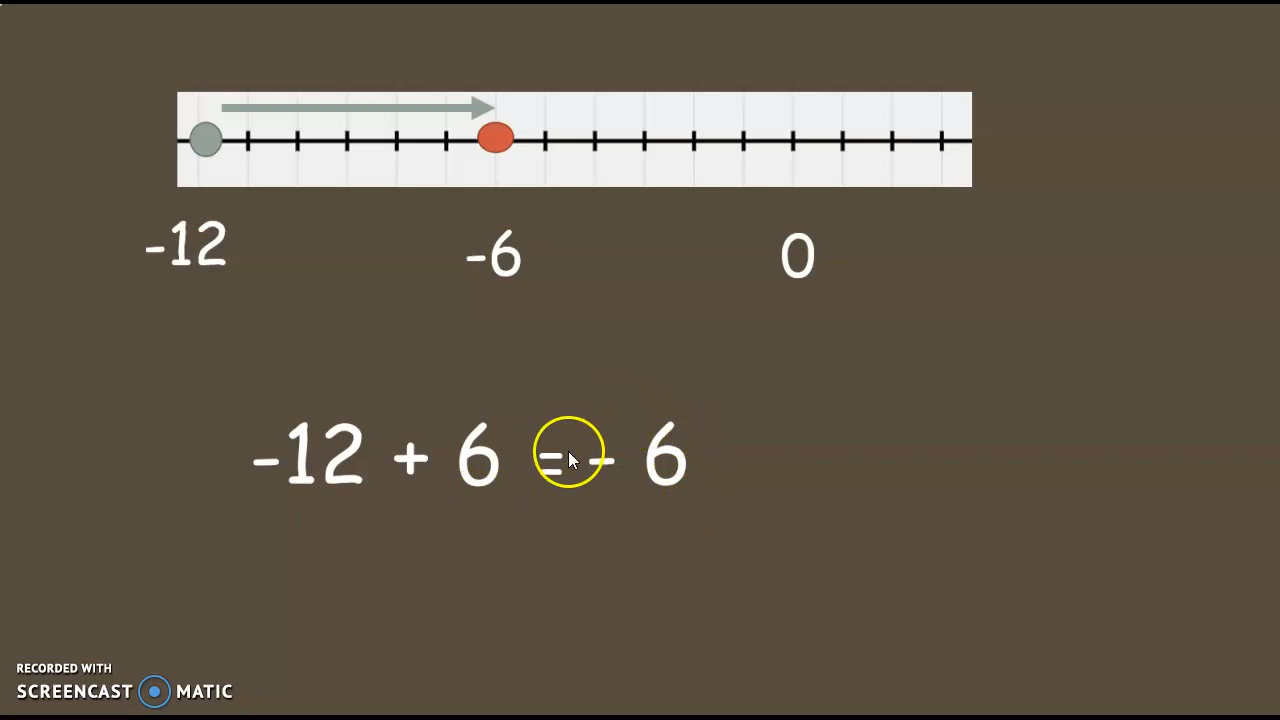 -12 -6 0
-12 + 6 = - 6
RECORDED WITH
SCREENCAST MATIC